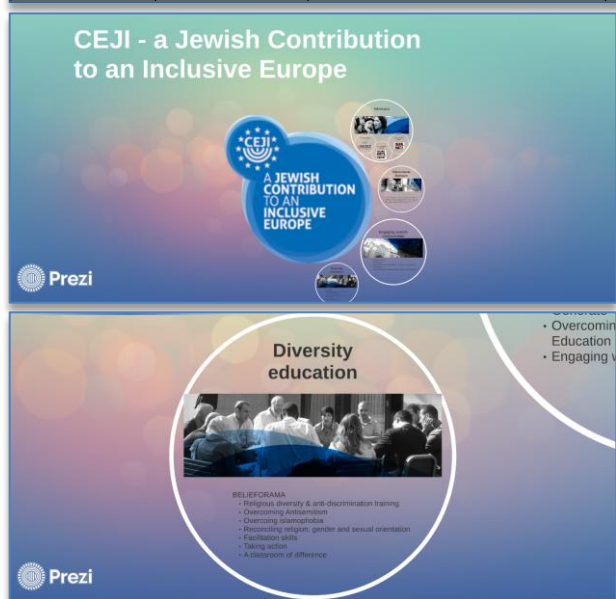 CEJI - a Jewish Contribution
to an Inclusive Europe
CEJI
A JEWISH
CONTRIBUTION
TO AN
INCLUSIVE
EUROPE
Prezi
Diversity
education
BELIEFORAMA
- Religious diversity & anti-discrimination training
- Overcoming Antisemitism
- Overcoing islamophobia
- Reconciling religion, gender and sexual orientation
- Facilitation skills
- Taking action
- A classroom of difference
• Overcomin
Education
• Engaging w
Prezi